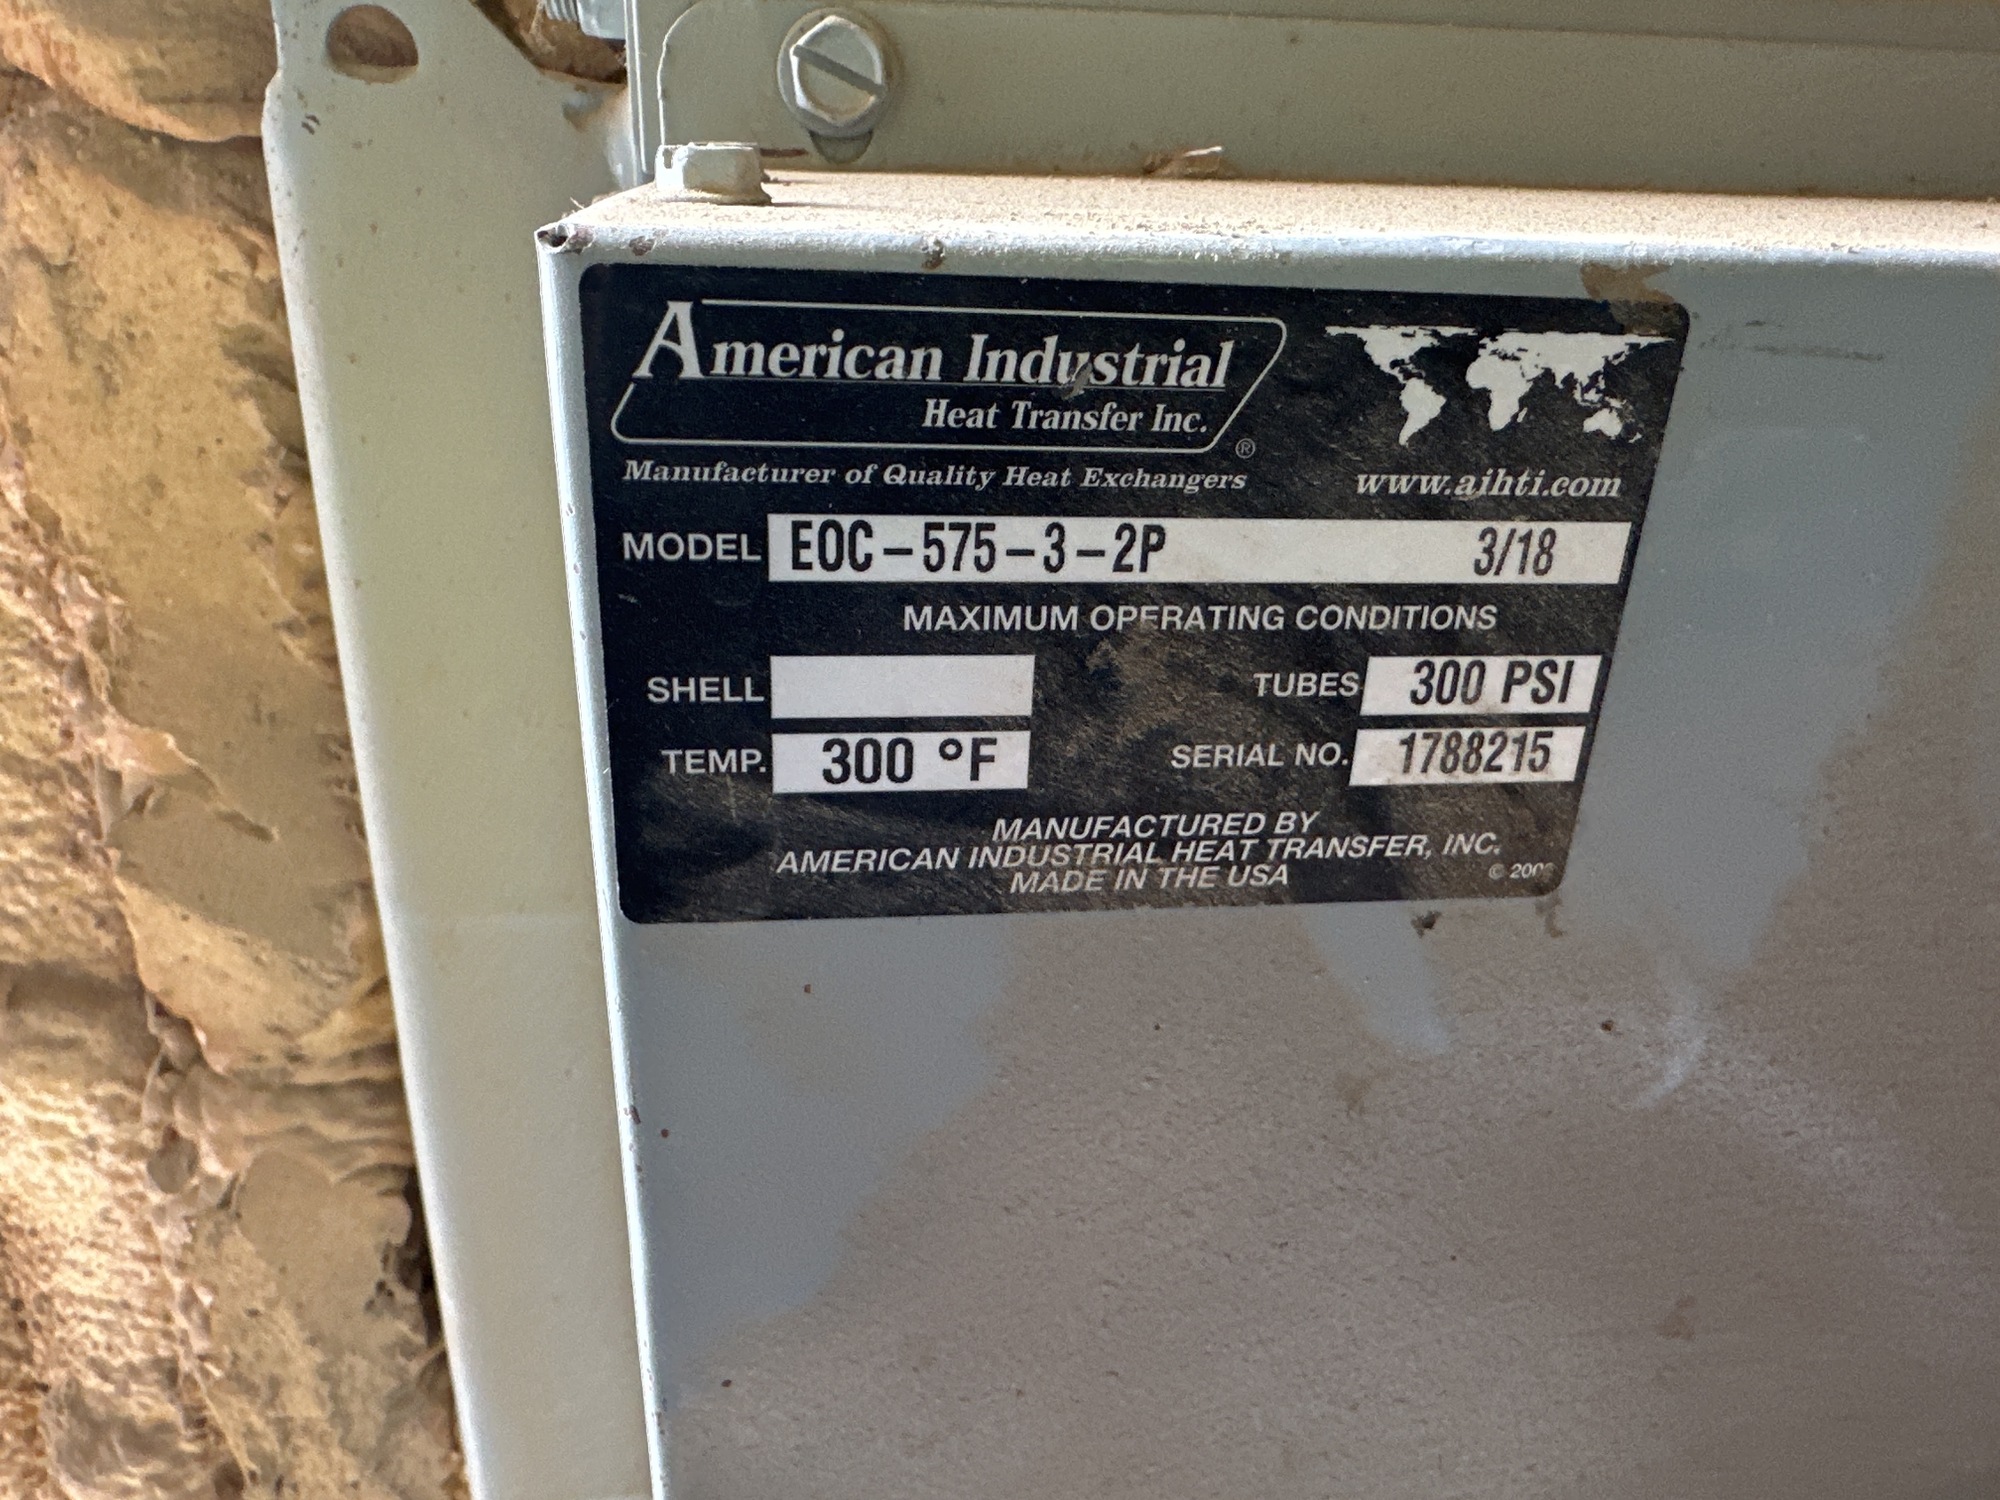 American Industrial
Heat Transfer Inc.
®
Manufacturer of Quality Heat Exchangers
www.aihti.com
MODEL EOC-575-3-2P 3/18
MAXIMUM OPERATING CONDITIONS
SHELL TUBES 300 PSI
TEMP. 300 °F SERIAL NO. 1788215
MANUFACTURED BY
AMERICAN INDUSTRIAL HEAT TRANSFER, INC.
MADE IN THE USA
©